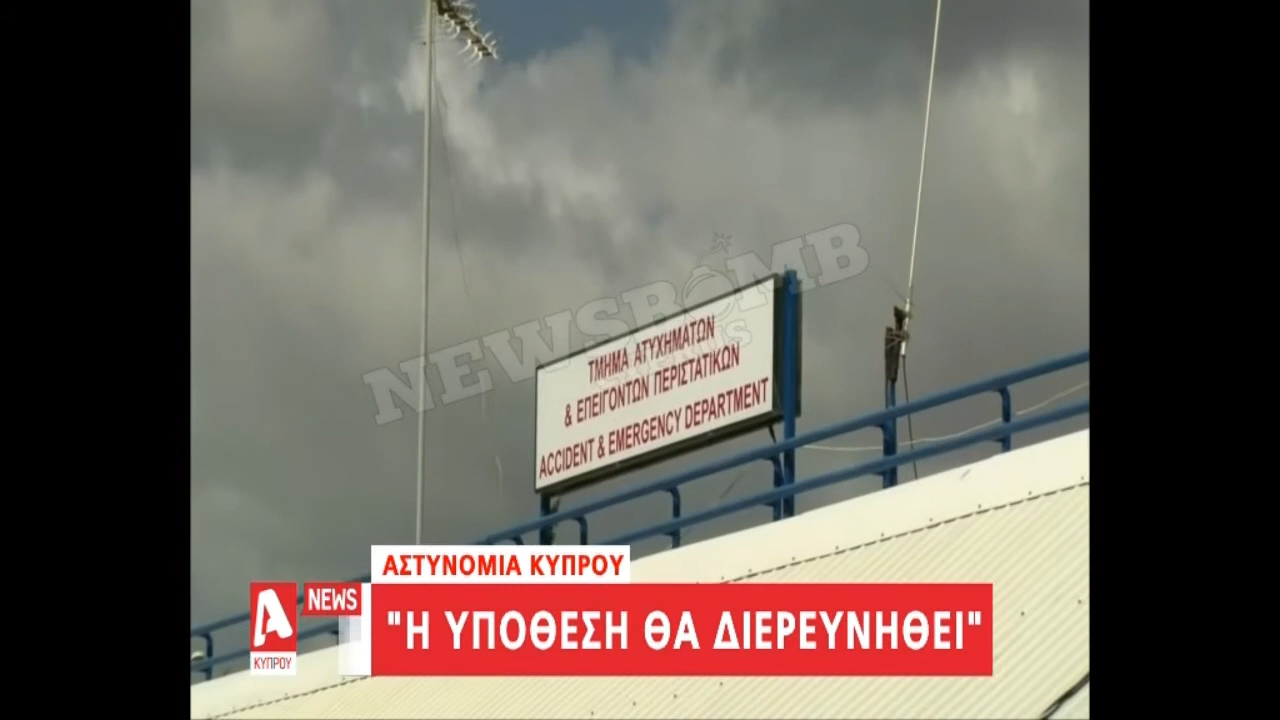 NEWSBOMB
ΤΜΗΜΑ ΑΤΥΧΗΜΑΤΩΝ
& ΕΠΕΙΓΟΝΤΩΝ ΠΕΡΙΣΤΑΤΙΚΩΝ
ACCIDENT & EMERGENCY DEPARTMENT
ΑΣΤΥΝΟΜΙΑ ΚΥΠΡΟΥ
NEWS
"Η ΥΠΟΘΕΣΗ ΘΑ ΔΙΕΡΕΥΝΗΘΕΙ"
ΚΥΠΡΟΥ